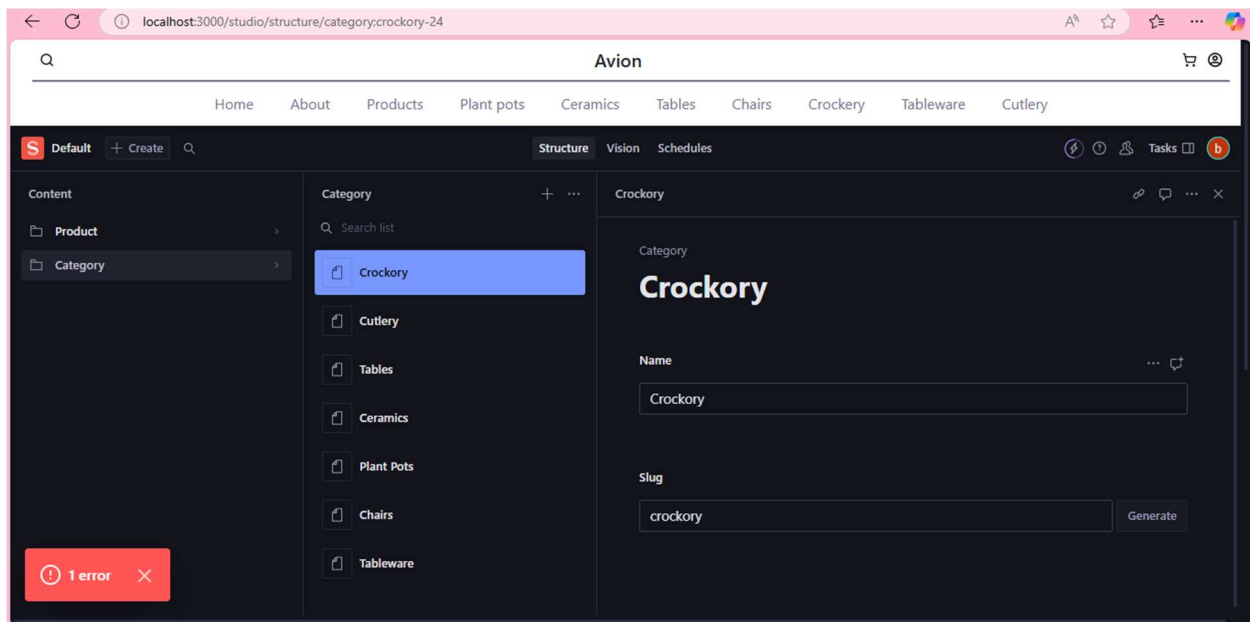 localhost:3000/studio/structure/category;crockory-24
Avion
Home About Products Plant pots Ceramics Tables Chairs Crockery Tableware Cutlery
S Default + Create Structure Vision Schedules Tasks b
Content
Product
Category
Category
Search list
Crockory
Cutlery
Tables
Ceramics
Plant Pots
Chairs
Tableware
Crockory
Category
Crockory
Name
Crockory
Slug
crockory Generate
1 error